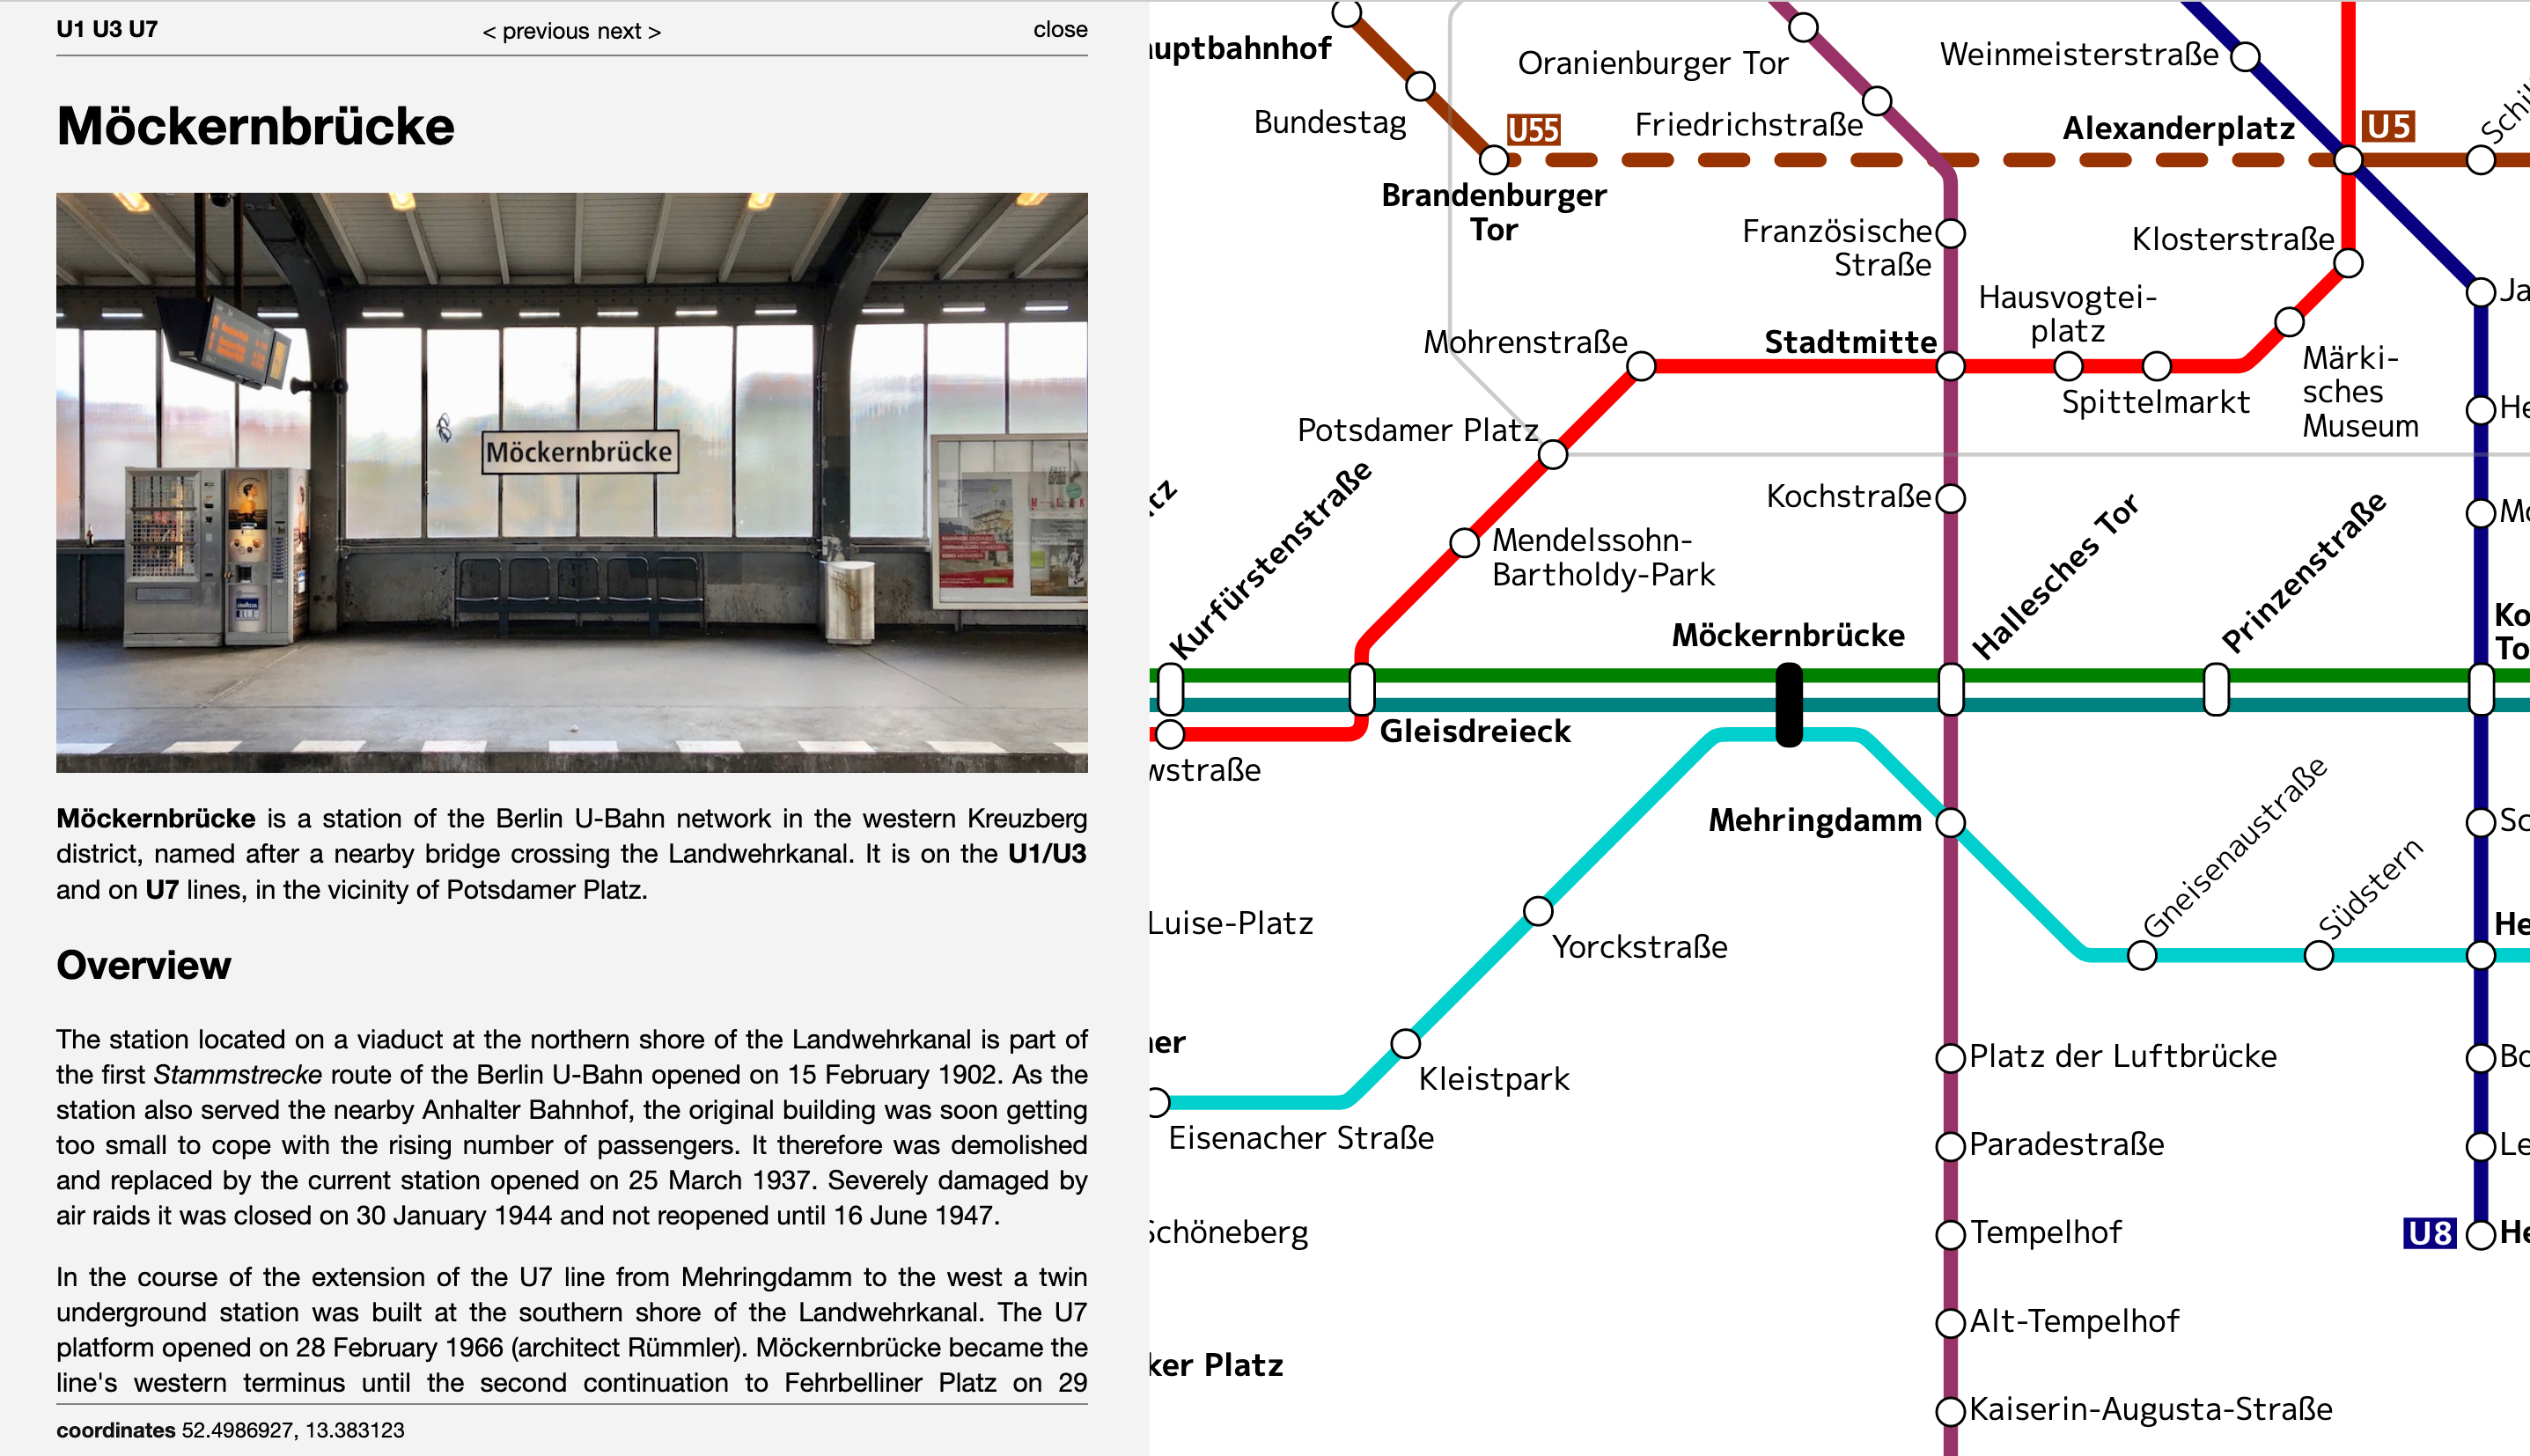 U1 U3 U7
< previous next >
close
Möckernbrücke
Möckernbrücke
Möckernbrücke is a station of the Berlin U-Bahn network in the western Kreuzberg
district, named after a nearby bridge crossing the Landwehrkanal. It is on the U1/U3
and on U7 lines, in the vicinity of Potsdamer Platz.
Overview
The station located on a viaduct at the northern shore of the Landwehrkanal is part of
the first Stammstrecke route of the Berlin U-Bahn opened on 15 February 1902. As the
station also served the nearby Anhalter Bahnhof, the original building was soon getting
too small to cope with the rising number of passengers. It therefore was demolished
and replaced by the current station opened on 25 March 1937. Severely damaged by
air raids it was closed on 30 January 1944 and not reopened until 16 June 1947.
In the course of the extension of the U7 line from Mehringdamm to the west a twin
underground station was built at the southern shore of the Landwehrkanal. The U7
platform opened on 28 February 1966 (architect Rümmler). Möckernbrücke became the
line's western terminus until the second continuation to Fehrbelliner Platz on 29
coordinates 52.4986927, 13.383123
auptbahnhof
Bundestag
U55
Brandenburger
Tor
Oranienburger Tor
Friedrichstraße
Weinmeisterstraße
Alexanderplatz
U5
Schil
Französische
Straße
Klosterstraße
Hausvogtei-
platz
Ja
Mohrenstraße
Stadtmitte
Spittelmarkt
Märki-
sches
Museum
He
Potsdamer Platz
tz
Kurfürstenstraße
Kochstraße
Mendelssohn-
Bartholdy-Park
Hallesches Tor
Prinzenstraße
Mo
Möckernbrücke
Ko
To
Gleisdreieck
wstraße
Mehringdamm
Gneisenaustraße
Südstern
Sc
Luise-Platz
Yorckstraße
He
er
Kleistpark
Platz der Luftbrücke
Bo
Eisenacher Straße
Paradestraße
Le
Schöneberg
Tempelhof
U8
He
Alt-Tempelhof
ker Platz
Kaiserin-Augusta-Straße